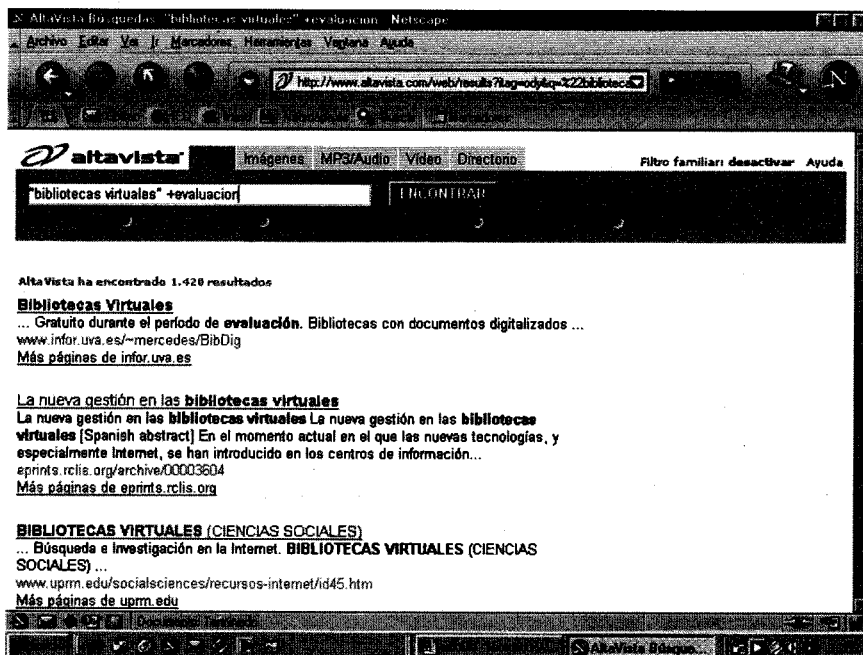 AltaVista Búsquedas: "bibliotecas virtuales" +evaluacion - Netscape
Archivo Editar Ver Ir Marcadores Herramientas Ventana Ayuda
http://www.altavista.com/web/results?itag=ody&q=%22biblioteca
altavista Imágenes MP3/Audio Video Directorio Filtro familiar: desactivar Ayuda
"bibliotecas virtuales" +evaluacion ENCONTRAR
AltaVista ha encontrado 1.420 resultados
Bibliotecas Virtuales
... Gratuito durante el período de evaluación. Bibliotecas con documentos digitalizados ...
www.infor.uva.es/~mercedes/BibDig
Más páginas de infor.uva.es
La nueva gestión en las bibliotecas virtuales
La nueva gestión en las bibliotecas virtuales La nueva gestión en las bibliotecas
virtuales [Spanish abstract] En el momento actual en el que las nuevas tecnologías, y
especialmente Internet, se han introducido en los centros de información...
eprints.rclis.org/archive/00003604
Más páginas de eprints.rclis.org
BIBLIOTECAS VIRTUALES (CIENCIAS SOCIALES)
... Búsqueda e Investigación en la Internet. BIBLIOTECAS VIRTUALES (CIENCIAS
SOCIALES) ...
www.uprm.edu/socialsciences/recursos-internet/id45.htm
Más páginas de uprm.edu
AltaVista Búsque...